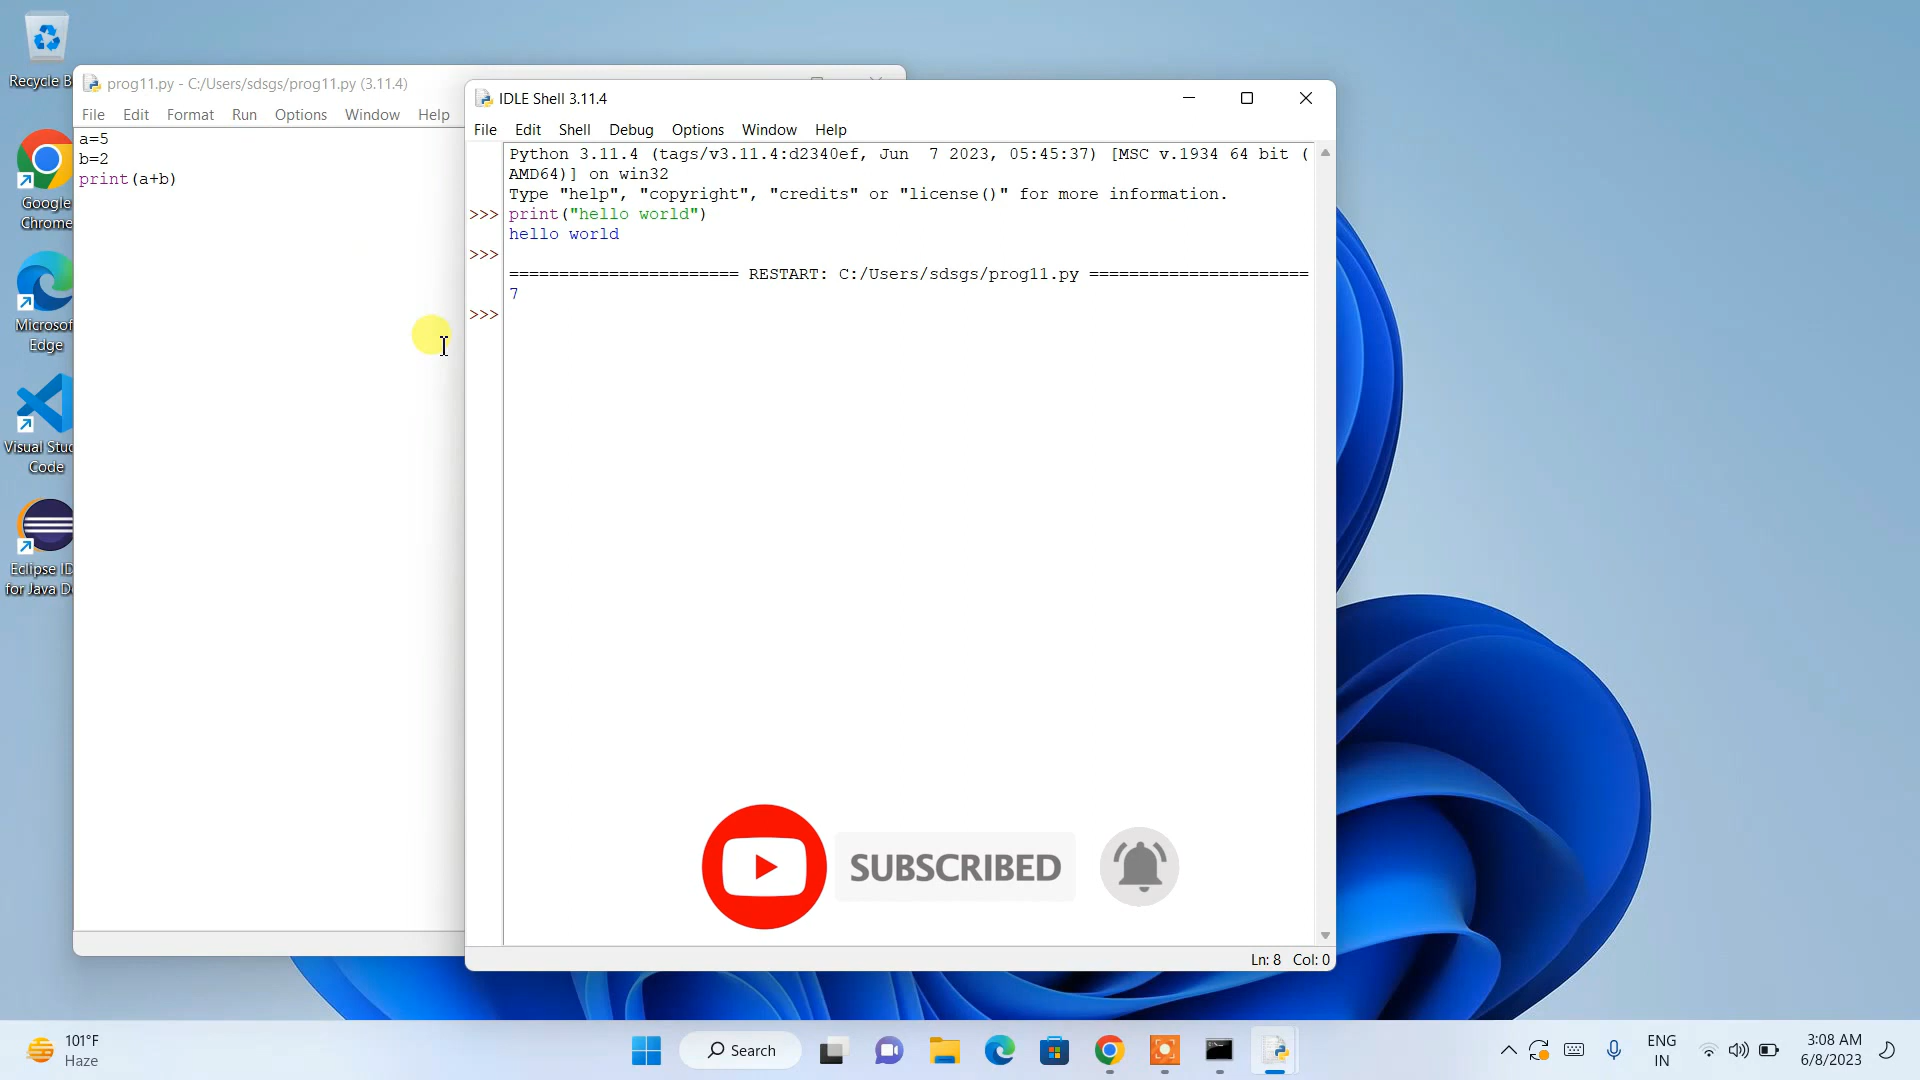 Recycle B
Google
Chrome
Microsof
Edge
Visual Stud
Code
Eclipse ID
for Java D
prog11.py - C:/Users/sdsgs/prog11.py (3.11.4)
File Edit Format Run Options Window Help
a=5
b=2
print(a+b)
IDLE Shell 3.11.4
File Edit Shell Debug Options Window Help
Python 3.11.4 (tags/v3.11.4:d2340ef, Jun  7 2023, 05:45:37) [MSC v.1934 64 bit (
AMD64)] on win32
Type "help", "copyright", "credits" or "license()" for more information.
>>> print("hello world")
hello world
>>>
======================= RESTART: C:/Users/sdsgs/prog11.py ======================
7
>>>
SUBSCRIBED
Ln: 8 Col: 0
101°F
Haze
Search
ENG
IN
3:08 AM
6/8/2023